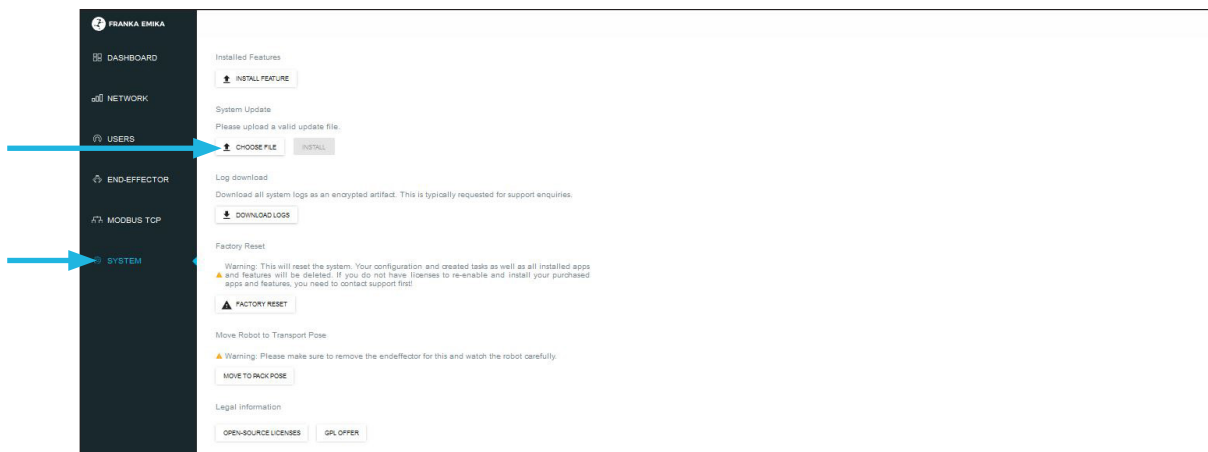 FRANKA EMIKA
DASHBOARD
NETWORK
USERS
END-EFFECTOR
MODBUS TCP
SYSTEM
Installed Features
INSTALL FEATURE
System Update
Please upload a valid update file.
CHOOSE FILE INSTALL
Log download
Download all system logs as an encrypted artifact. This is typically requested for support enquiries.
DOWNLOAD LOGS
Factory Reset
Warning: This will reset the system. Your configuration and created tasks as well as all installed apps
and features will be deleted. If you do not have licenses to re-enable and install your purchased
apps and features, you need to contact support first!
FACTORY RESET
Move Robot to Transport Pose
Warning: Please make sure to remove the endeffector for this and watch the robot carefully.
MOVE TO PACK POSE
Legal information
OPEN-SOURCE LICENSES GPL OFFER